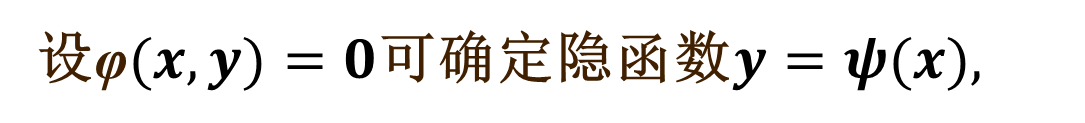 设φ(x,y) = 0可确定隐函数y = ψ(x),